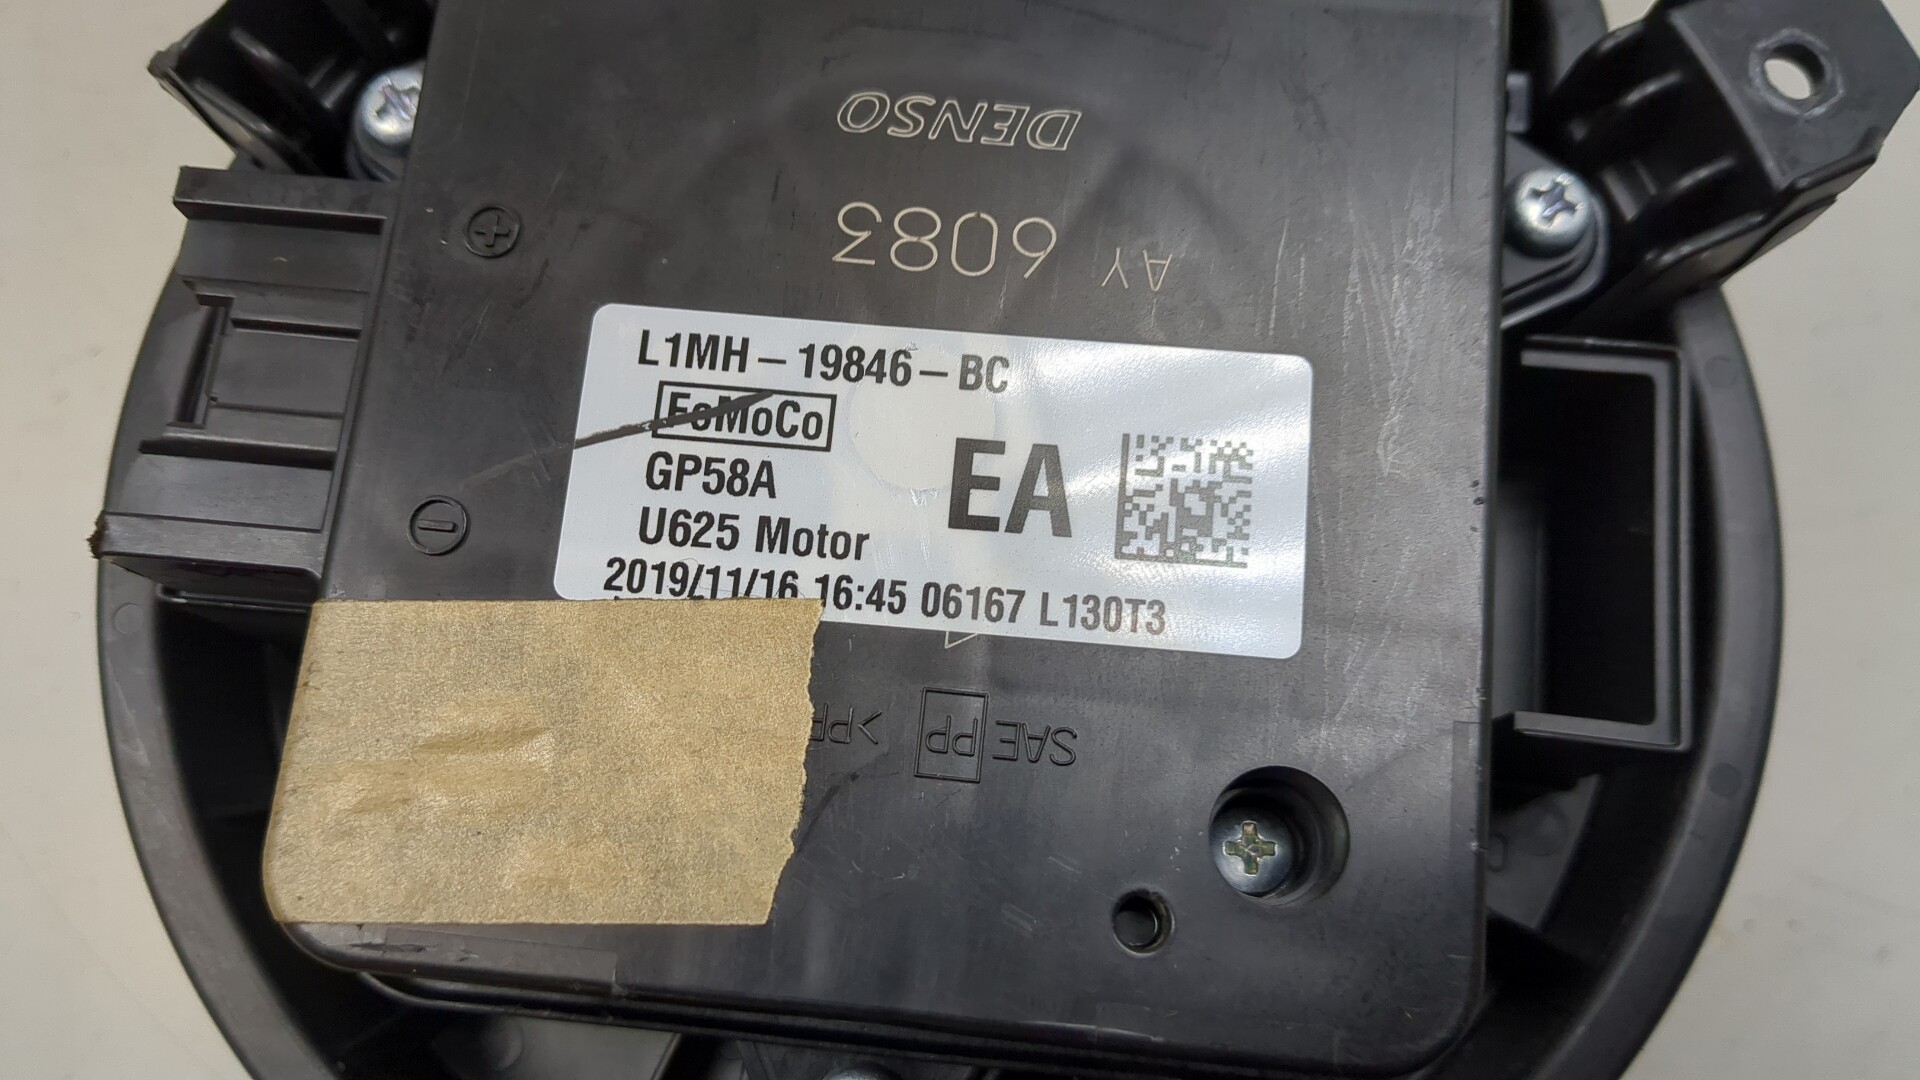 DENSO
AY 6083
L1MH-19846-BC
FoMoCo
GP58A
EA
U625 Motor
2019/11/16 16:45 06167 L130T3
SAE PP